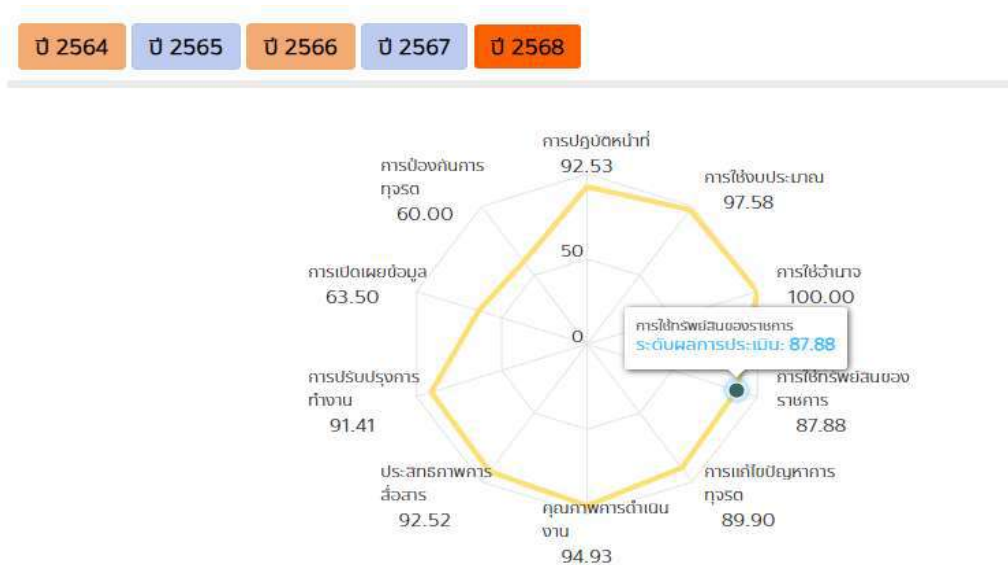 ปี 2564 ปี 2565 ปี 2566 ปี 2567 ปี 2568
การปฏิบัติหน้าที่
92.53
การป้องกันการ
ทุจริต
60.00
การใช้งบประมาณ
97.58
50
การเปิดเผยข้อมูล
63.50
การใช้อำนาจ
100.00
0
การใช้ทรัพย์สินของราชการ
ระดับผลการประเมิน: 87.88
การปรับปรุงการ
ทำงาน
91.41
การใช้ทรัพย์สินของ
ราชการ
87.88
ประสิทธิภาพการ
สื่อสาร
92.52
การแก้ไขปัญหาการ
ทุจริต
89.90
คุณภาพการดำเนิน
งาน
94.93